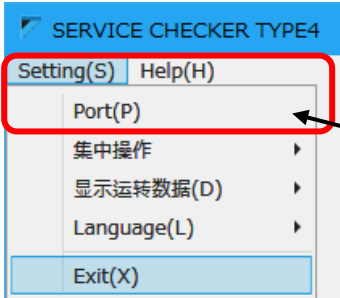 SERVICE CHECKER TYPE4
Setting(S) Help(H)
Port(P)
集中操作
显示运转数据(D)
Language(L)
Exit(X)